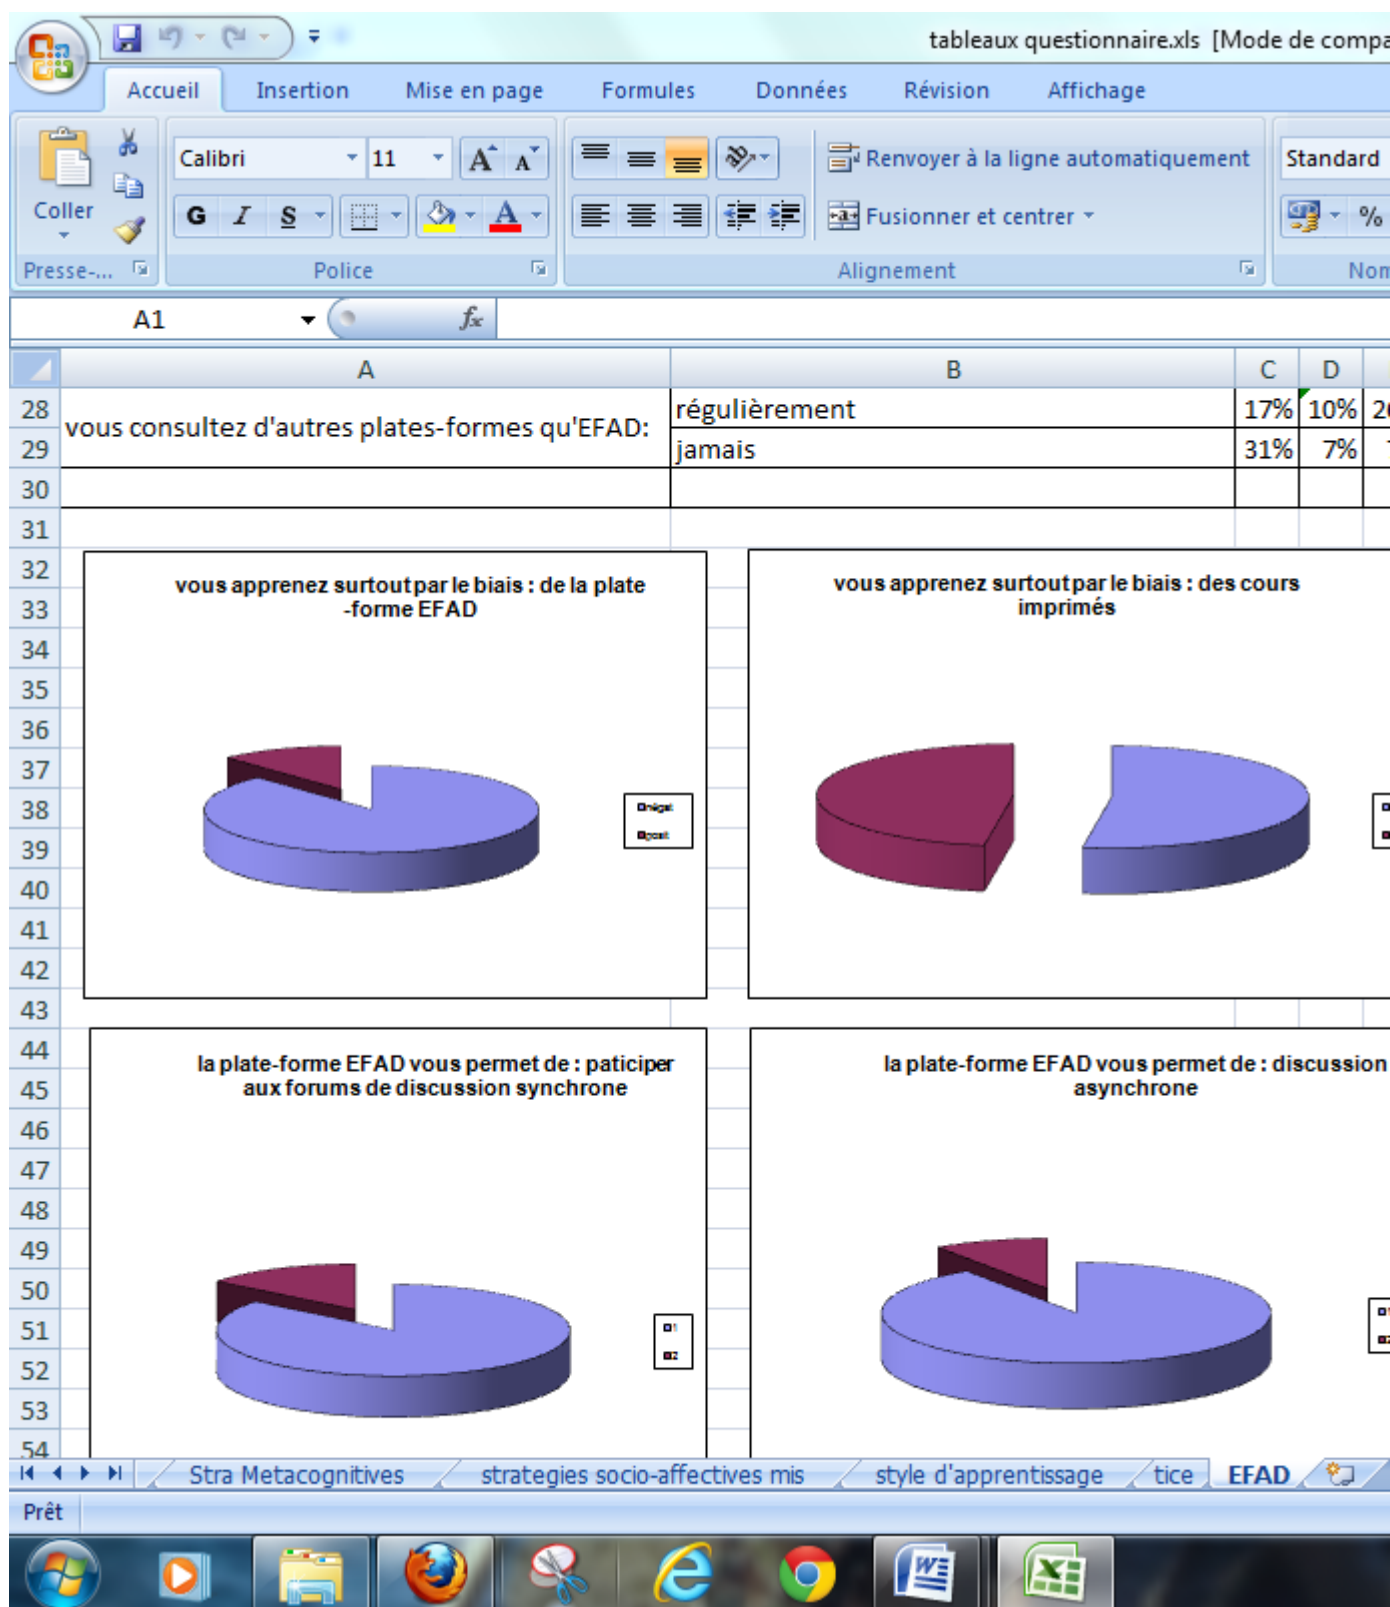 tableaux questionnaire.xls [Mode de compa
Accueil Insertion Mise en page Formules Données Révision Affichage
Calibri 11 A A Renvoyer à la ligne automatiquement Standard
Coller G I S A Fusionner et centrer %
Presse-... Police Alignement Nom
A1 fx
A B C D
28 vous consultez d'autres plates-formes qu'EFAD: régulièrement 17% 10% 20
29 jamais 31% 7%
30
31
32
33
34
35
36
37
38
39
40
41
42
43
44
45
46
47
48
49
50
51
52
53
54
vous apprenez surtout par le biais : de la plate
-forme EFAD
négat
posit
vous apprenez surtout par le biais : des cours
imprimés
la plate-forme EFAD vous permet de : paticiper
aux forums de discussion synchrone
1
2
la plate-forme EFAD vous permet de : discussion
asynchrone
Stra Metacognitives strategies socio-affectives mis style d'apprentissage tice EFAD
Prêt